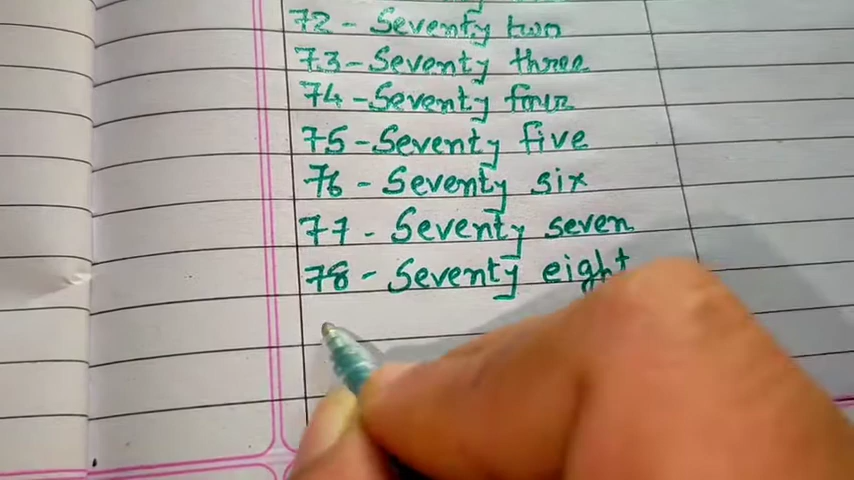 72 - Seventy two
73 - Seventy three
74 - Seventy four
75 - Seventy five
76 - Seventy six
77 - Seventy seven
78 - Seventy eight